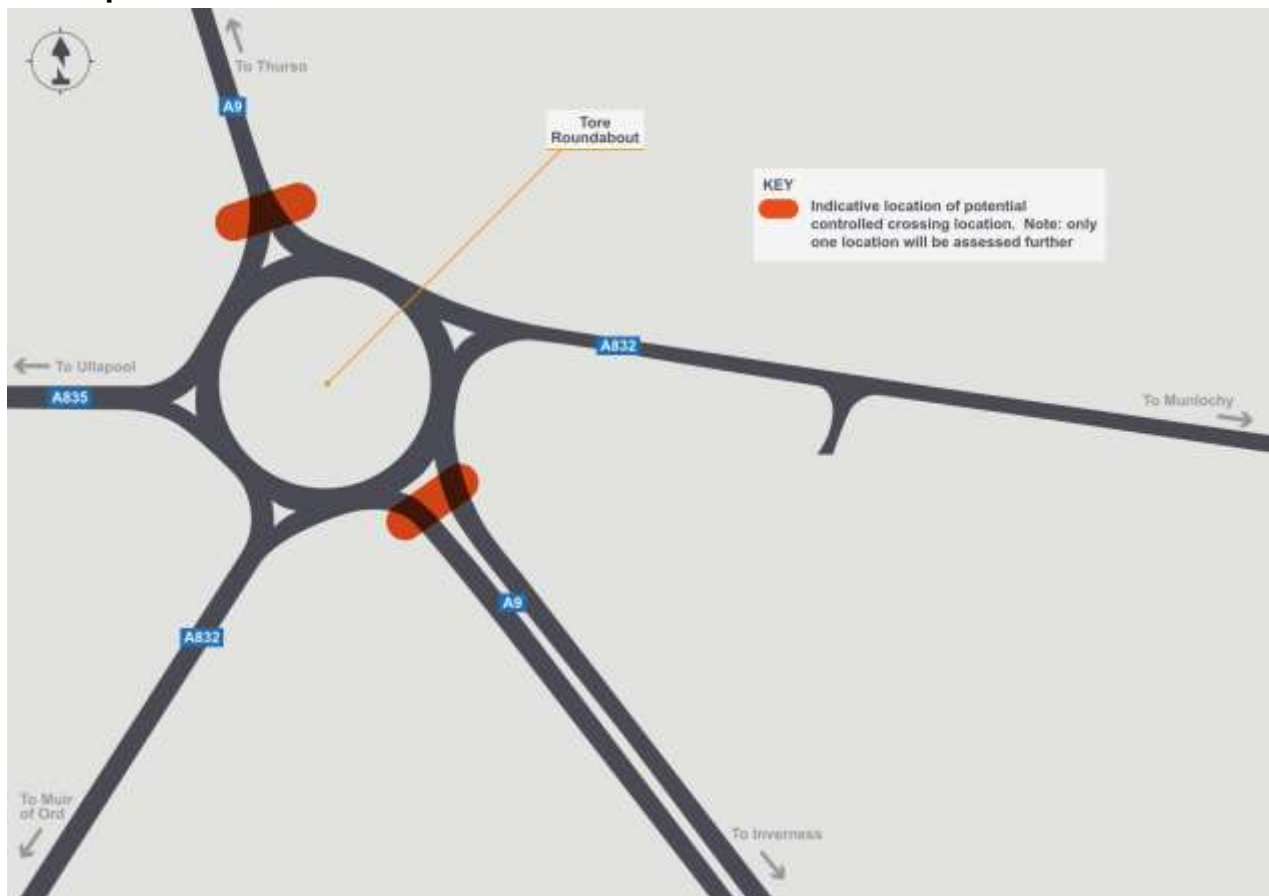 To Thurso
A9
Tore
Roundabout
KEY
Indicative location of potential
controlled crossing location. Note: only
one location will be assessed further
A832
To Ullapool
A835
To Munlochy
A9
A832
To Muir
of Ord
To Inverness